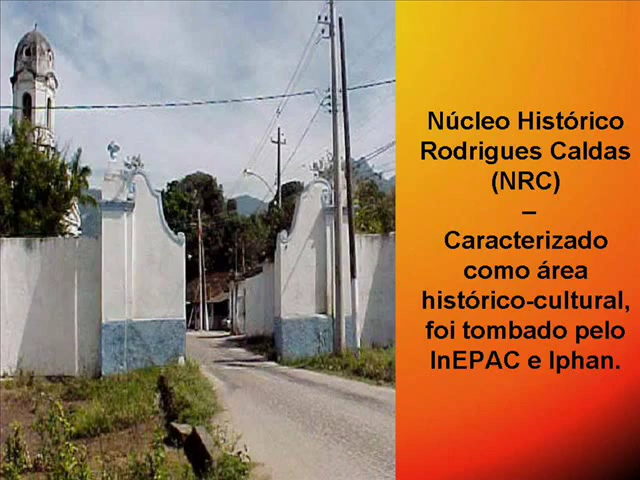 Núcleo Histórico
Rodrigues Caldas
(NRC)
–
Caracterizado
como área
histórico-cultural,
foi tombado pelo
InEPAC e Iphan.